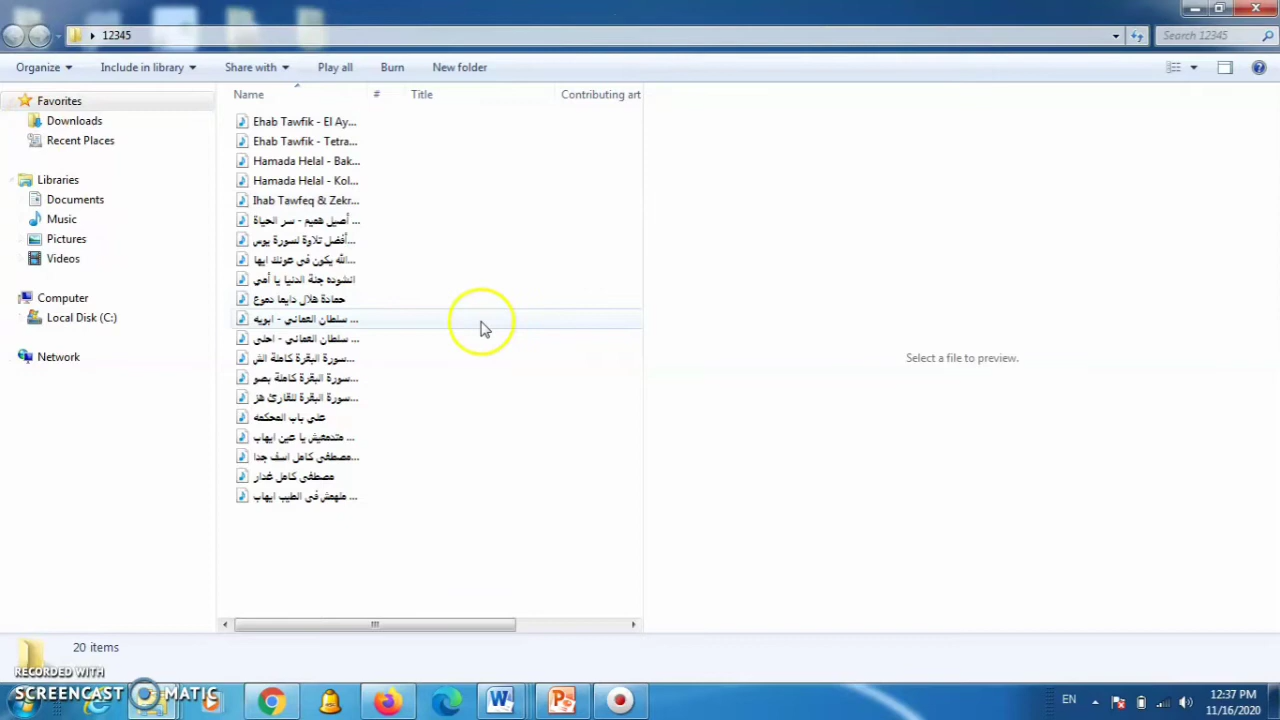 12345
Search 12345
Organize
Include in library
Share with
Play all
Burn
New folder
Favorites
Downloads
Recent Places
Libraries
Documents
Music
Pictures
Videos
Computer
Local Disk (C:)
Network
Name
#
Title
Contributing art
Ehab Tawfik - El Ay...
Ehab Tawfik - Tetra...
Hamada Helal - Bak...
Hamada Helal - Kol...
Ihab Tawfeq & Zekr...
أصيل هميم - سر الحياة ...
أفضل تلاوة لسورة يوس...
الله يكون في عونك ايها...
انشوده جنة الدنيا يا أمي
حمادة هلال دايما دموع
سلطان العماني - ابويه ...
سلطان العماني - احلى ...
سورة البقرة كاملة الش...
سورة البقرة كاملة بصو...
سورة البقرة للقارئ هز...
علي باب المحكمه
متدمعيش يا عين ايهاب ...
مصطفى كامل اسف جدا...
مصطفى كامل غدار
ملهمش في الطيب ايهاب ...
Select a file to preview.
20 items
RECORDED WITH
SCREENCAST MATIC
EN
12:37 PM
11/16/2020